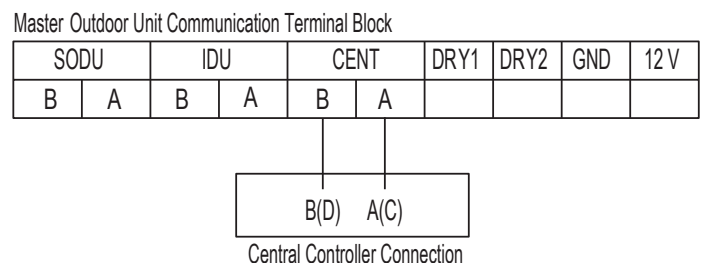 Master Outdoor Unit Communication Terminal Block
SODU IDU CENT DRY1 DRY2 GND 12 V
B A B A B A
B(D) A(C)
Central Controller Connection